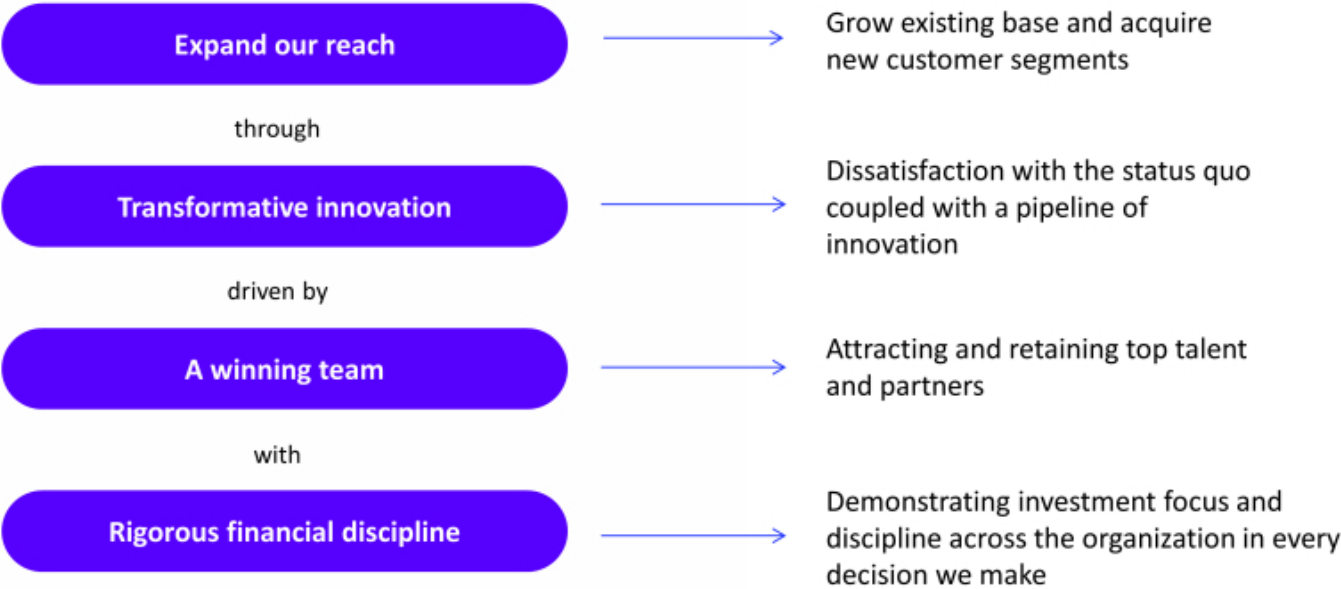 Expand our reach
Grow existing base and acquire
new customer segments
through
Transformative innovation
Dissatisfaction with the status quo
coupled with a pipeline of
innovation
driven by
A winning team
Attracting and retaining top talent
and partners
with
Rigorous financial discipline
Demonstrating investment focus and
discipline across the organization in every
decision we make